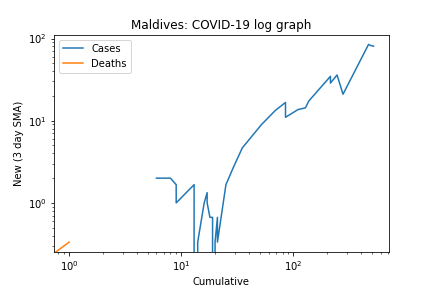 Maldives: COVID-19 log graph
Cases
Deaths
10²
10¹
10⁰
New (3 day SMA)
10⁰ 10¹ 10²
Cumulative